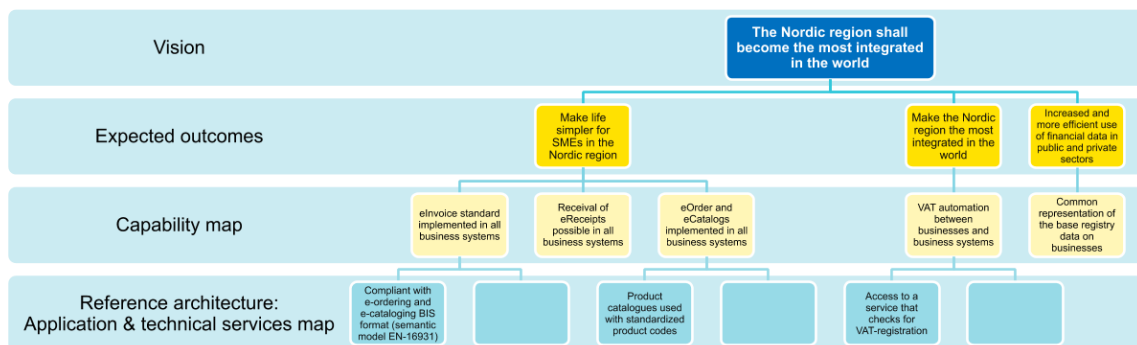 Vision
The Nordic region shall
become the most integrated
in the world
Expected outcomes
Make life
simpler for
SMEs in the
Nordic region
Make the Nordic
region the most
integrated in the
world
Increased and
more efficient use
of financial data in
public and private
sectors
Capability map
eInvoice standard
implemented in all
business systems
Receival of
eReceipts
possible in all
business systems
eOrder and
eCatalogs
implemented in all
business systems
VAT automation
between
businesses and
business systems
Common
representation of
the base registry
data on
businesses
Reference architecture:
Application & technical services map
Compliant with
e-ordering and
e-cataloging BIS
format (semantic
model EN-16931)
Product
catalogues used
with standardized
product codes
Access to a
service that
checks for
VAT-registration